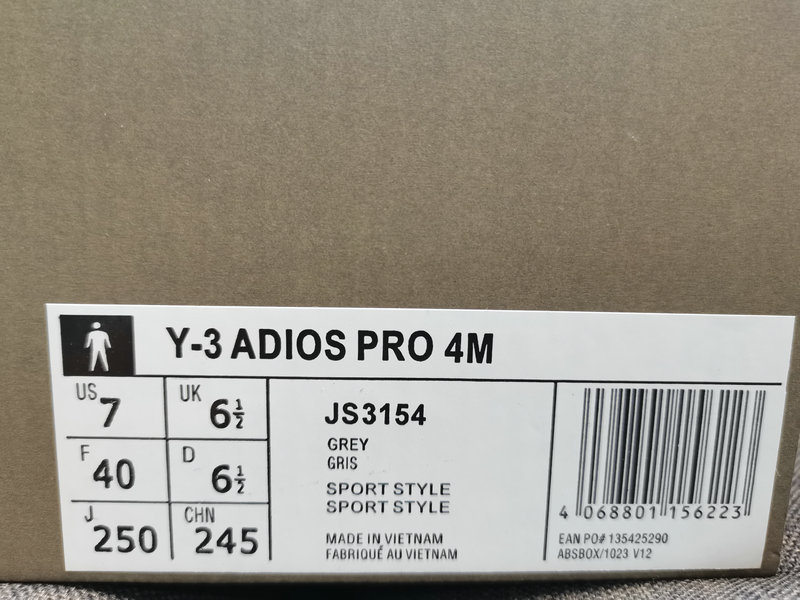 Y-3 ADIOS PRO 4M
US 7 UK 6½
F 40 D 6½
J 250 CHN 245
JS3154
GREY
GRIS
SPORT STYLE
SPORT STYLE
MADE IN VIETNAM
FABRIQUÉ AU VIETNAM
4 068801 156223
EAN PO# 135425290
ABSBOX/1023 V12